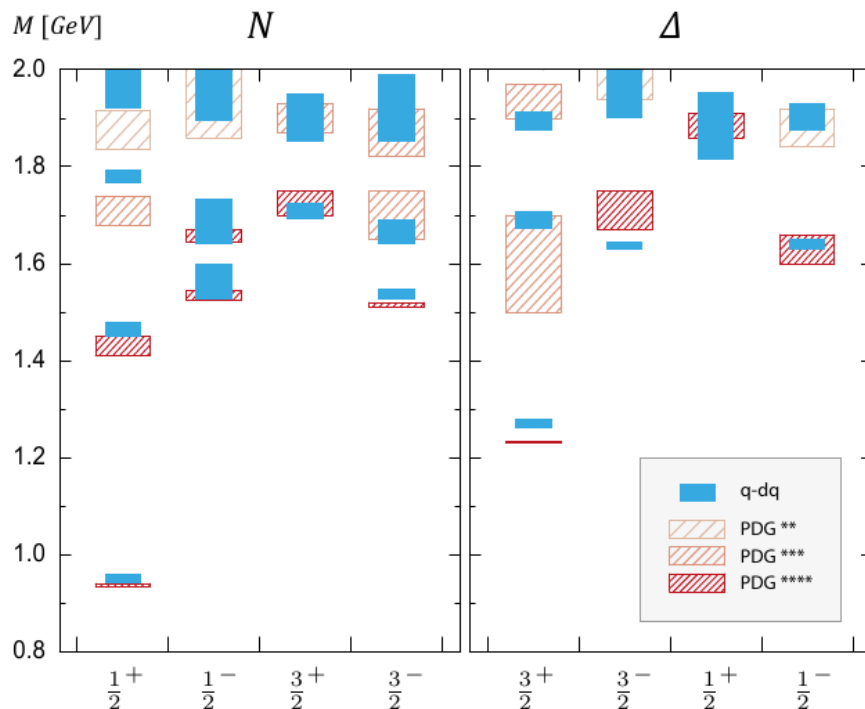 M [GeV] N Δ
2.0
1.8
1.6
1.4
1.2
1.0
0.8
q-dq
PDG **
PDG ***
PDG ****
1/2+ 1/2− 3/2+ 3/2− 3/2+ 3/2− 1/2+ 1/2−